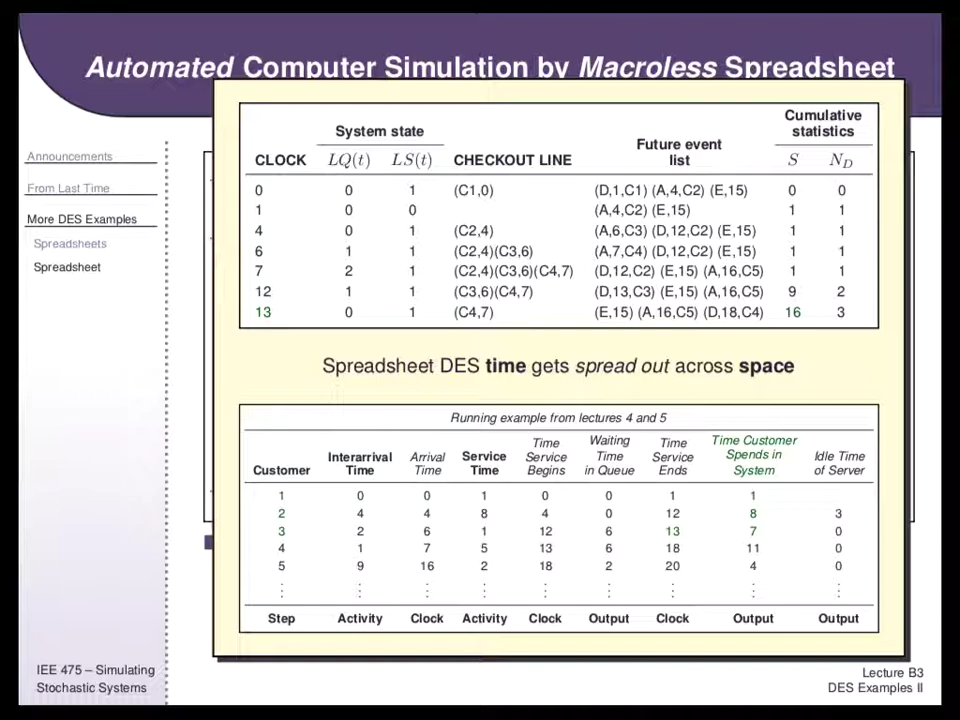 Automated Computer Simulation by Macroless Spreadsheet
Announcements
From Last Time
More DES Examples
Spreadsheets
Spreadsheet
System state
Future event list
Cumulative statistics
CLOCK LQ(t) LS(t) CHECKOUT LINE S N_D
0 0 1 (C1,0) (D,1,C1) (A,4,C2) (E,15) 0 0
1 0 0 (A,4,C2) (E,15) 1 1
4 0 1 (C2,4) (A,6,C3) (D,12,C2) (E,15) 1 1
6 1 1 (C2,4)(C3,6) (A,7,C4) (D,12,C2) (E,15) 1 1
7 2 1 (C2,4)(C3,6)(C4,7) (D,12,C2) (E,15) (A,16,C5) 1 1
12 1 1 (C3,6)(C4,7) (D,13,C3) (E,15) (A,16,C5) 9 2
13 0 1 (C4,7) (E,15) (A,16,C5) (D,18,C4) 16 3
Spreadsheet DES time gets spread out across space
Running example from lectures 4 and 5
Customer Interarrival Time Arrival Time Service Time Time Service Begins Waiting Time in Queue Time Service Ends Time Customer Spends in System Idle Time of Server
1 0 0 1 0 0 1 1
2 4 4 8 4 0 12 8 3
3 2 6 1 12 6 13 7 0
4 1 7 5 13 6 18 11 0
5 9 16 2 18 2 20 4 0
⋮ ⋮ ⋮ ⋮ ⋮ ⋮ ⋮ ⋮ ⋮
Step Activity Clock Activity Clock Output Clock Output Output
IEE 475 – Simulating
Stochastic Systems
Lecture B3
DES Examples II